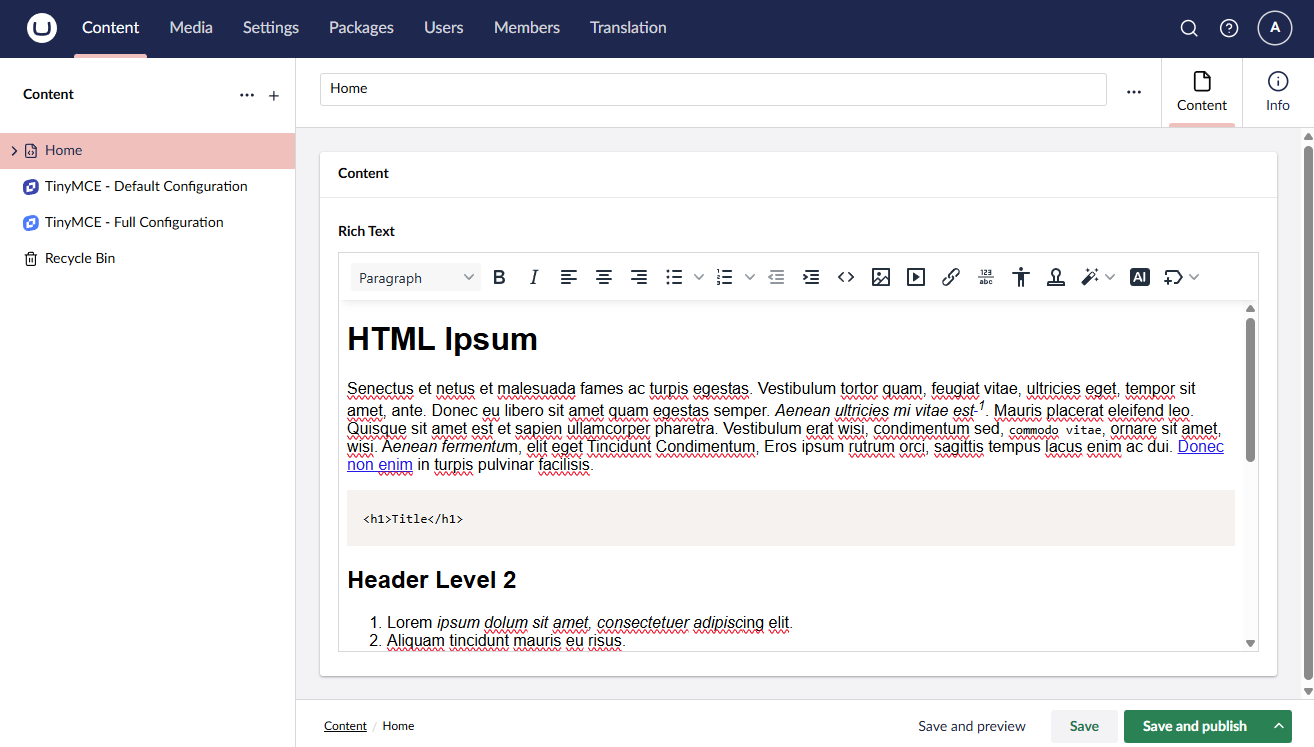 Content Media Settings Packages Users Members Translation A
Content
Home
Content
Info
Home
TinyMCE - Default Configuration
TinyMCE - Full Configuration
Recycle Bin
Content
Rich Text
Paragraph B I 123 abc AI
HTML Ipsum
Senectus et netus et malesuada fames ac turpis egestas. Vestibulum tortor quam, feugiat vitae, ultricies eget, tempor sit
amet, ante. Donec eu libero sit amet quam egestas semper. Aenean ultricies mi vitae est-1. Mauris placerat eleifend leo.
Quisque sit amet est et sapien ullamcorper pharetra. Vestibulum erat wisi, condimentum sed, commodo vitae, ornare sit amet,
wisi. Aenean fermentum, elit eget Tincidunt Condimentum, Eros ipsum rutrum orci, sagittis tempus lacus enim ac dui. Donec
non enim in turpis pulvinar facilisis.
<h1>Title</h1>
Header Level 2
1. Lorem ipsum dolum sit amet, consectetuer adipiscing elit.
2. Aliquam tincidunt mauris eu risus.
Content / Home
Save and preview Save Save and publish